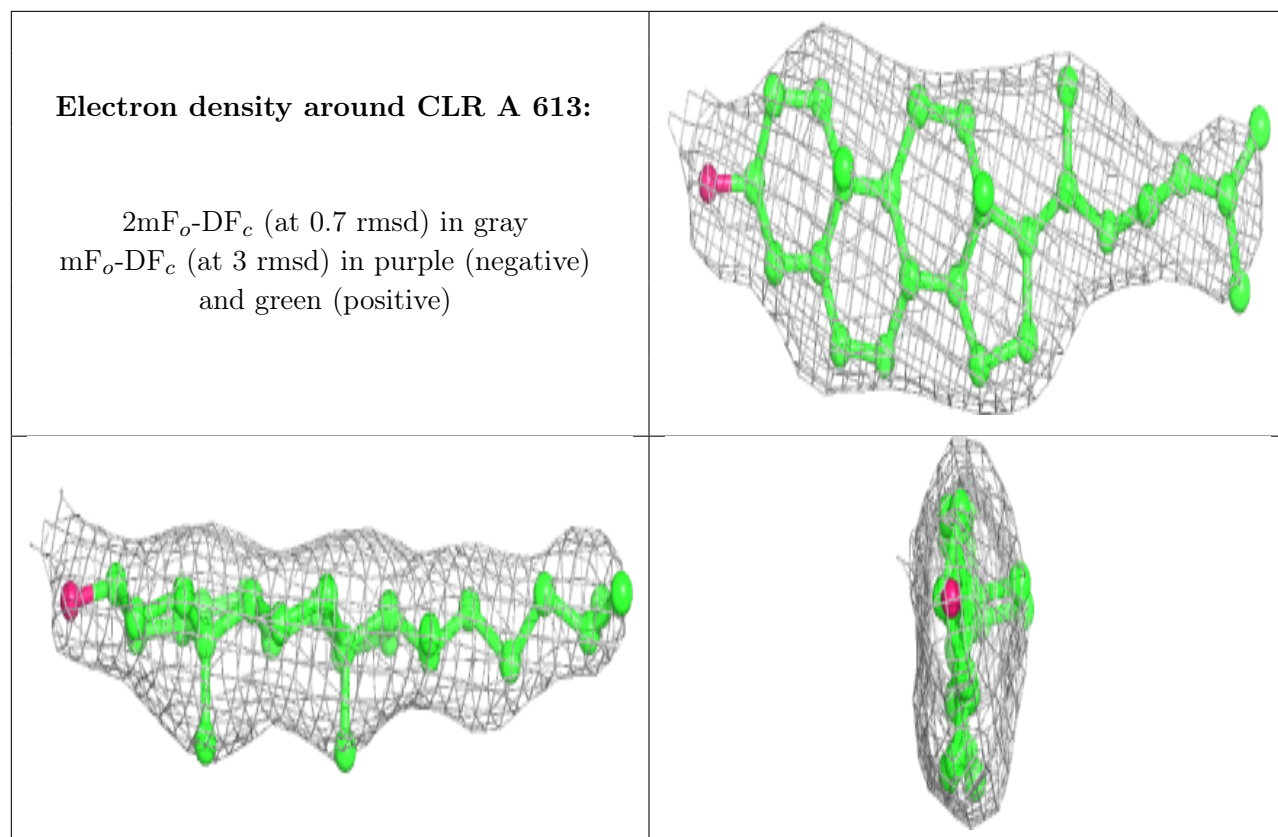 Electron density around CLR A 613:
2mFₒ-DF𝒸 (at 0.7 rmsd) in gray
mFₒ-DF𝒸 (at 3 rmsd) in purple (negative)
and green (positive)